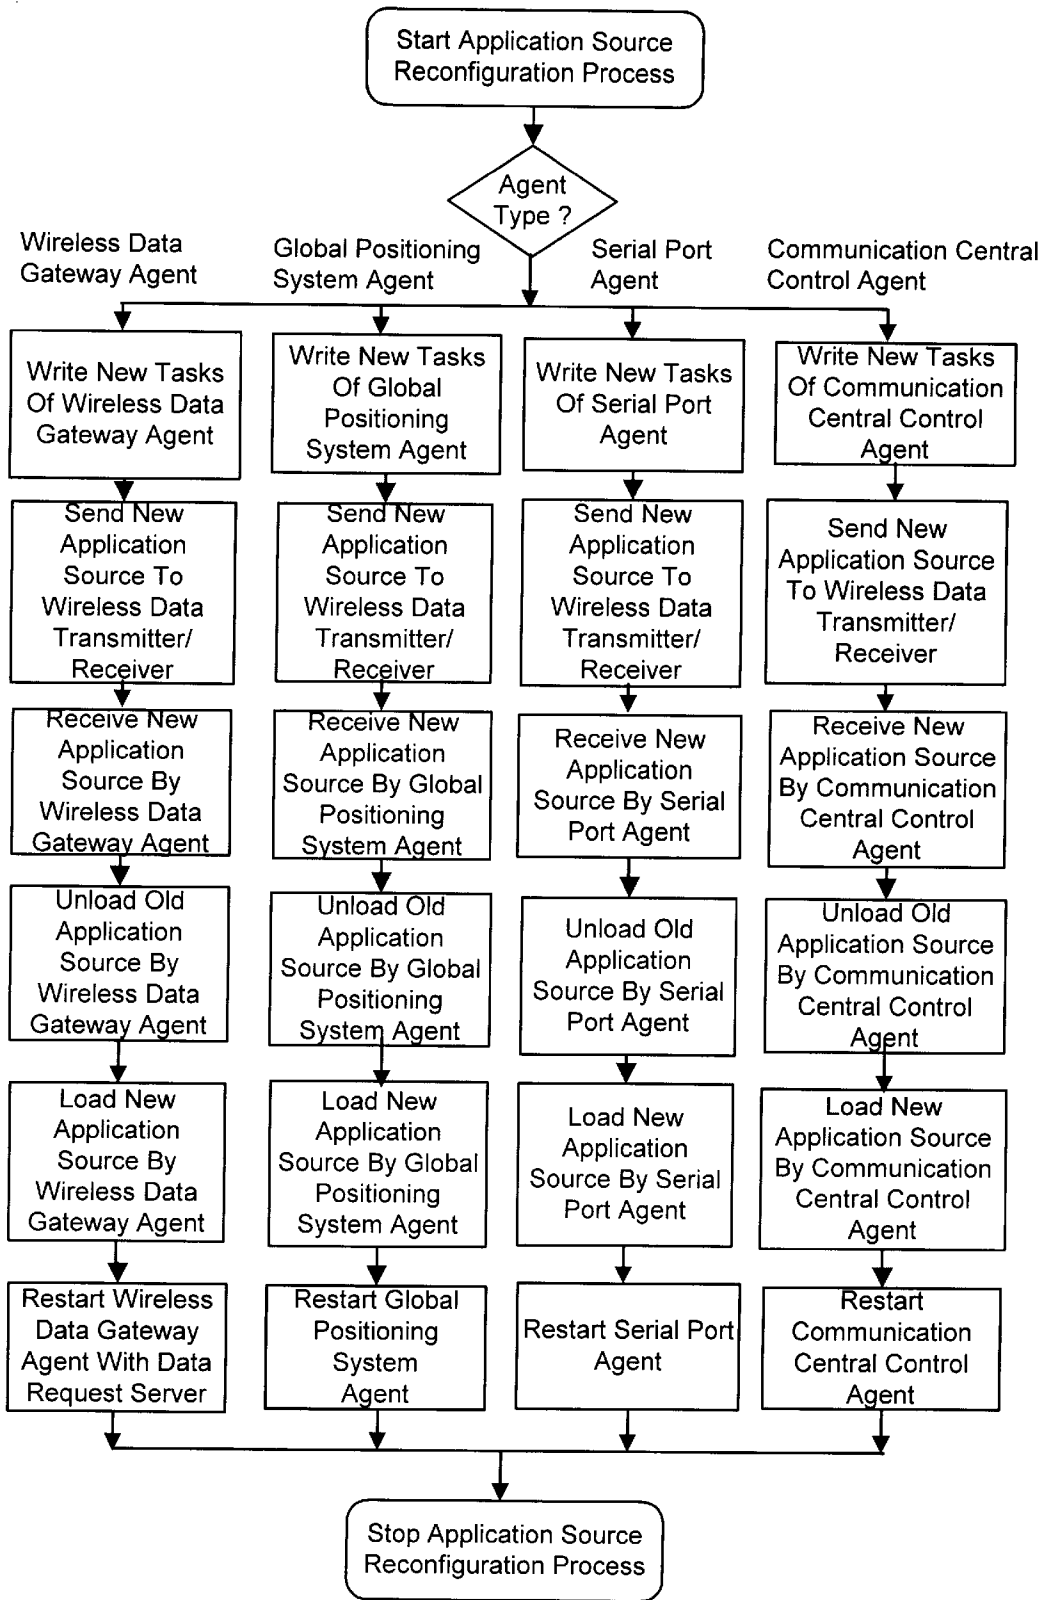 Start Application Source
Reconfiguration Process
Agent
Type ?
Wireless Data
Gateway Agent
Global Positioning
System Agent
Serial Port
Agent
Communication Central
Control Agent
Write New Tasks
Of Wireless Data
Gateway Agent
Write New Tasks
Of Global
Positioning
System Agent
Write New Tasks
Of Serial Port
Agent
Write New Tasks
Of Communication
Central Control
Agent
Send New
Application
Source To
Wireless Data
Transmitter/
Receiver
Send New
Application
Source To
Wireless Data
Transmitter/
Receiver
Send New
Application
Source To
Wireless Data
Transmitter/
Receiver
Send New
Application Source
To Wireless Data
Transmitter/
Receiver
Receive New
Application
Source By
Wireless Data
Gateway Agent
Receive New
Application
Source By Global
Positioning
System Agent
Receive New
Application
Source By Serial
Port Agent
Receive New
Application Source
By Communication
Central Control
Agent
Unload Old
Application
Source By
Wireless Data
Gateway Agent
Unload Old
Application
Source By Global
Positioning
System Agent
Unload Old
Application
Source By Serial
Port Agent
Unload Old
Application Source
By Communication
Central Control
Agent
Load New
Application
Source By
Wireless Data
Gateway Agent
Load New
Application
Source By Global
Positioning
System Agent
Load New
Application
Source By Serial
Port Agent
Load New
Application Source
By Communication
Central Control
Agent
Restart Wireless
Data Gateway
Agent With Data
Request Server
Restart Global
Positioning
System
Agent
Restart Serial Port
Agent
Restart
Communication
Central Control
Agent
Stop Application Source
Reconfiguration Process